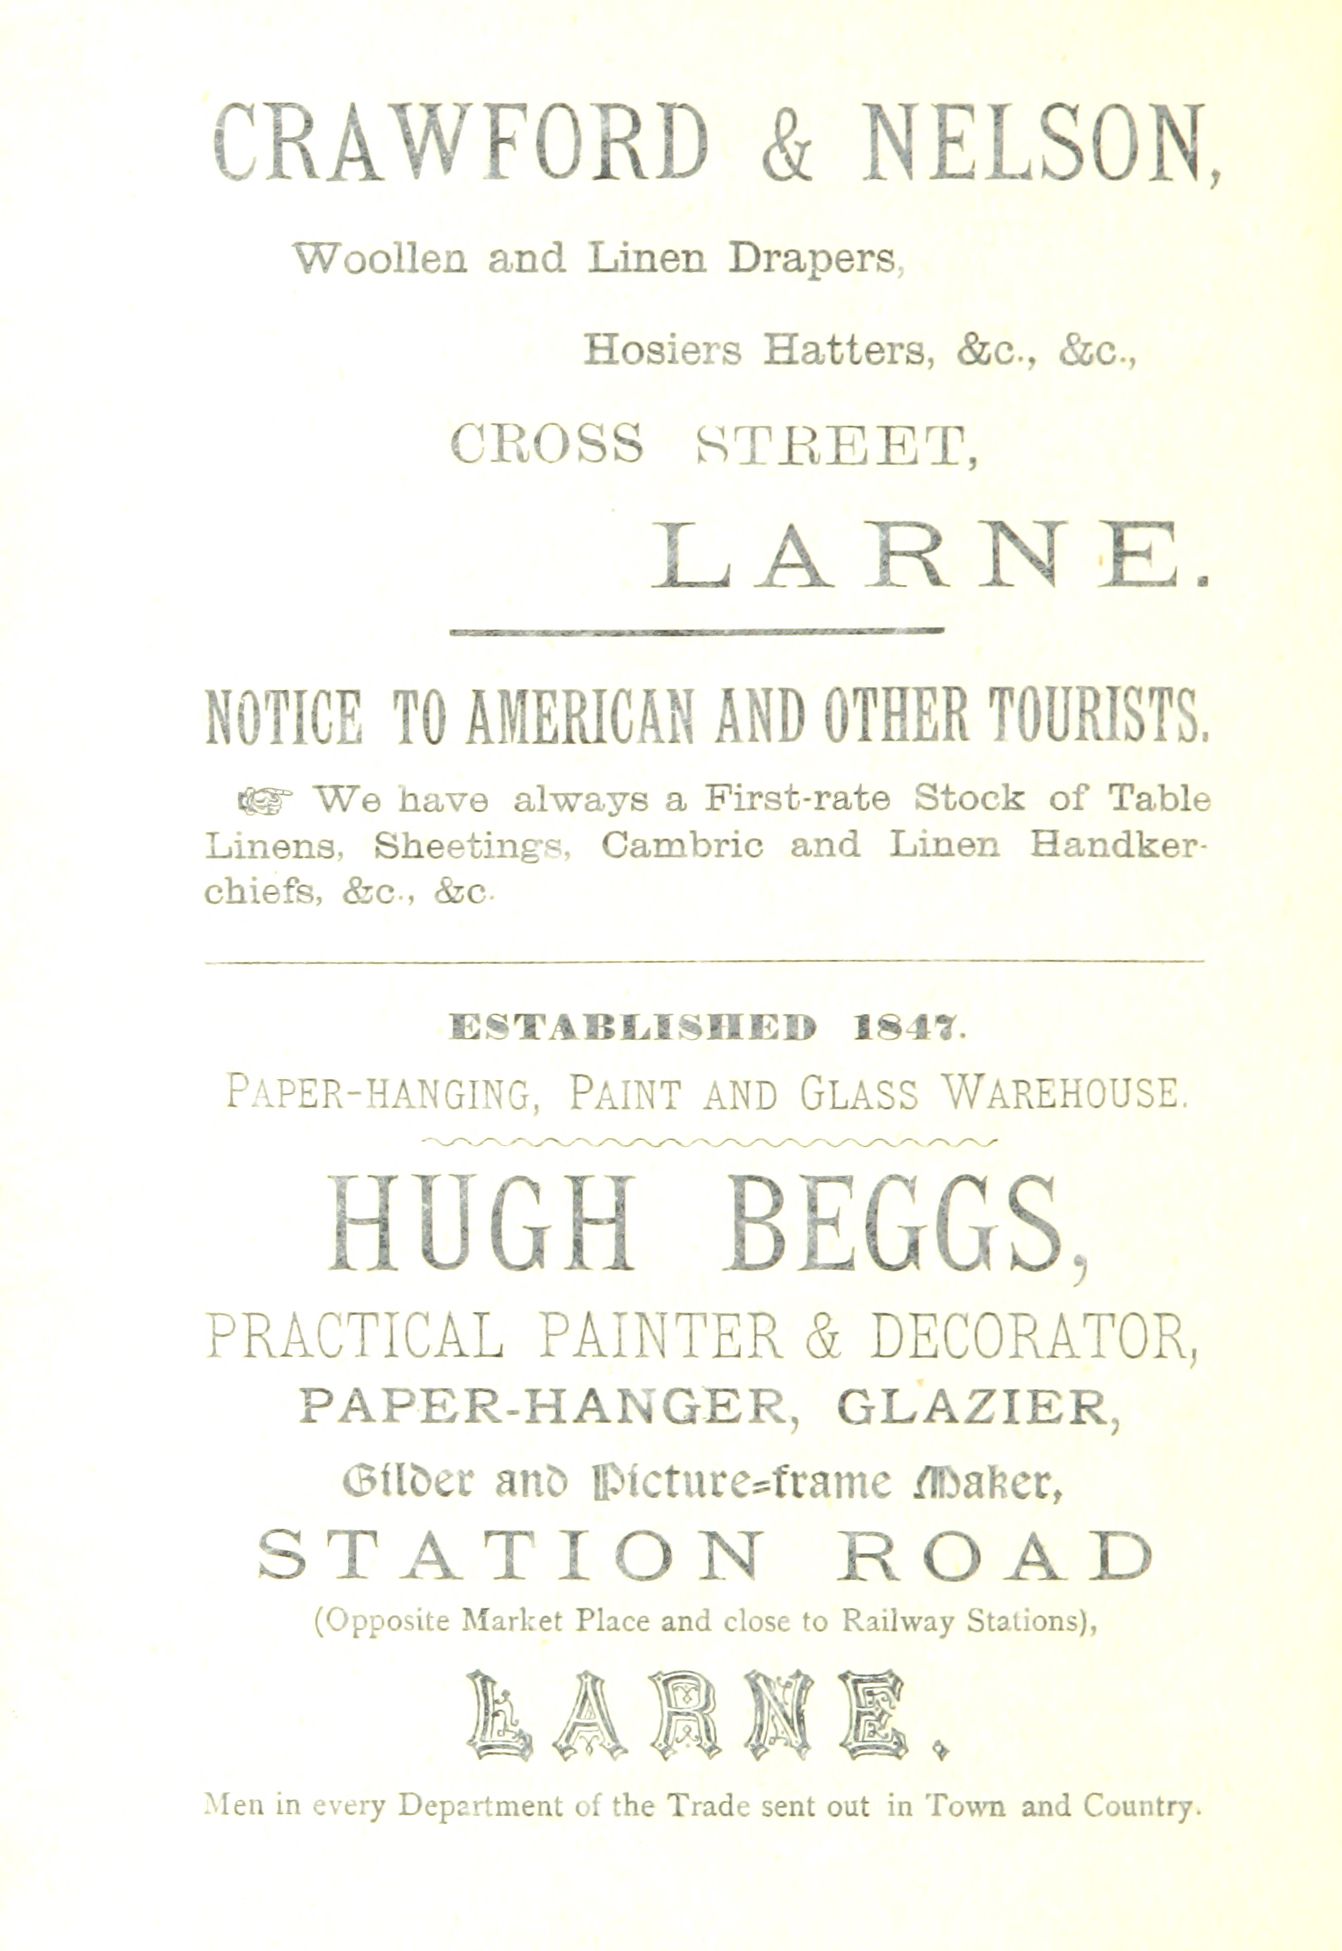 CRAWFORD & NELSON,
Woollen and Linen Drapers,
Hosiers Hatters, &c., &c.,
CROSS STREET,
LARNE.
NOTICE TO AMERICAN AND OTHER TOURISTS.
☞ We have always a First-rate Stock of Table
Linens, Sheetings, Cambric and Linen Handker-
chiefs, &c., &c.
ESTABLISHED 1847.
PAPER-HANGING, PAINT AND GLASS WAREHOUSE.
HUGH BEGGS,
PRACTICAL PAINTER & DECORATOR,
PAPER-HANGER, GLAZIER,
Gilder and Picture-frame Maker,
STATION ROAD
(Opposite Market Place and close to Railway Stations),
LARNE.
Men in every Department of the Trade sent out in Town and Country.